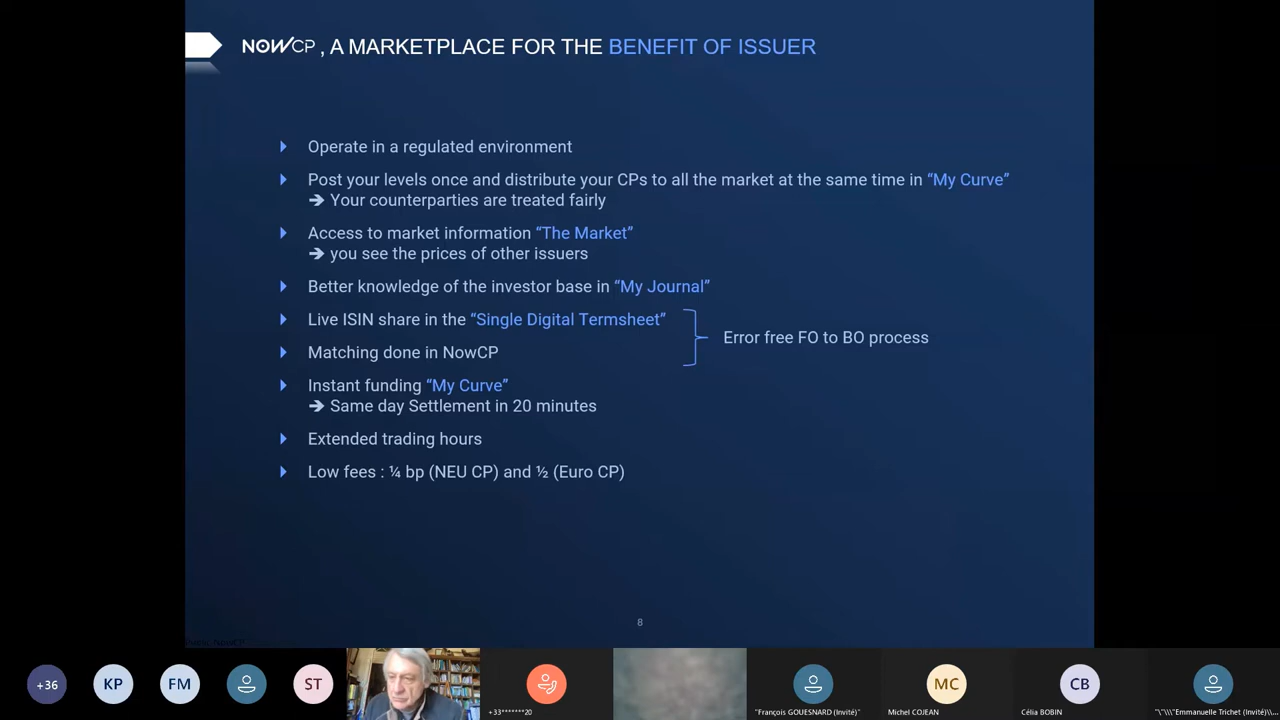 NOWCP , A MARKETPLACE FOR THE BENEFIT OF ISSUER
Operate in a regulated environment
Post your levels once and distribute your CPs to all the market at the same time in “My Curve”
➔ Your counterparties are treated fairly
Access to market information “The Market”
➔ you see the prices of other issuers
Better knowledge of the investor base in “My Journal”
Live ISIN share in the “Single Digital Termsheet”
Error free FO to BO process
Matching done in NowCP
Instant funding “My Curve”
➔ Same day Settlement in 20 minutes
Extended trading hours
Low fees : ¼ bp (NEU CP) and ½ (Euro CP)
8
+36
KP
FM
ST
+33*******20
"François GOUESNARD (Invité)"
MC
Michel COJEAN
CB
Célia BOBIN
"\"\\\"Emmanuelle Trichet (Invité)\\...